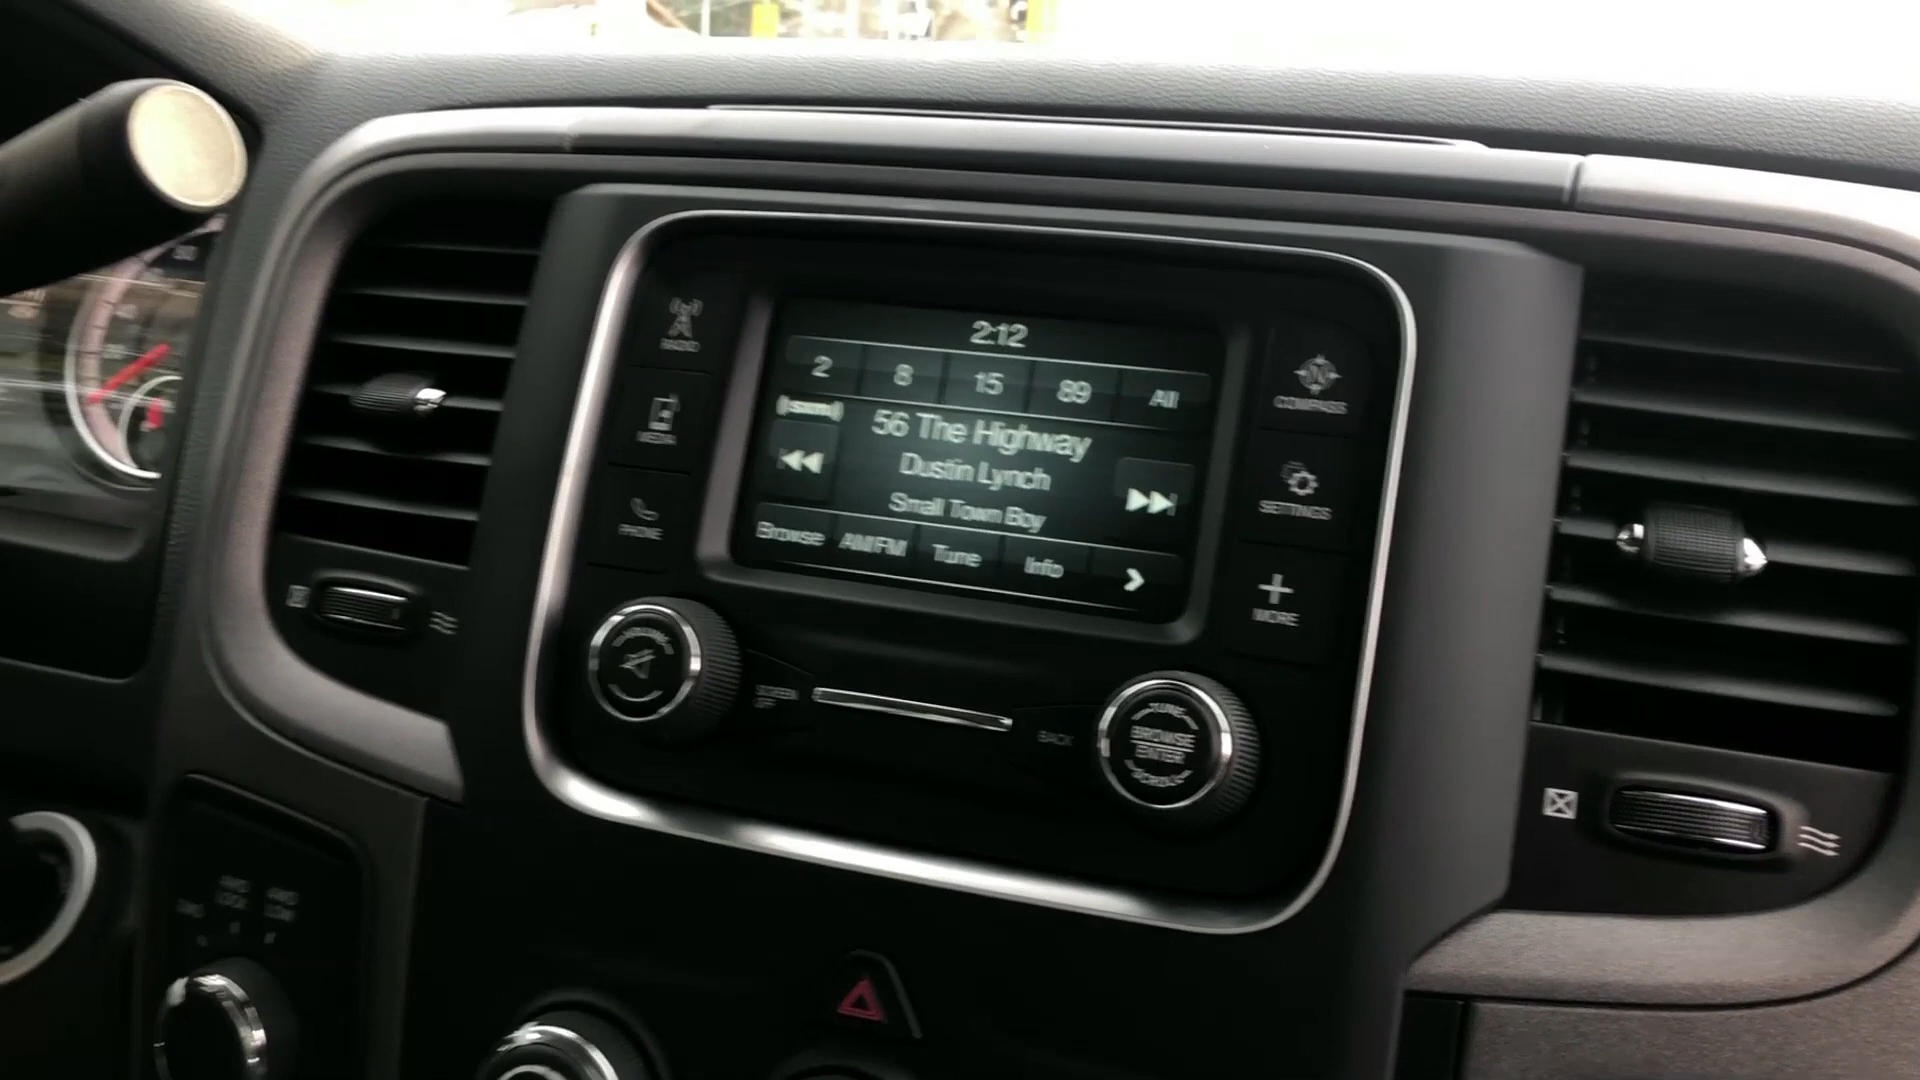 2:12
2 8 15 89 All
((sxm))
56 The Highway
Dustin Lynch
Small Town Boy
Browse AM/FM Tune Info
RADIO
MEDIA
PHONE
COMPASS
SETTINGS
MORE
SCREEN
OFF
BACK
TUNE
BROWSE
ENTER
SCROLL